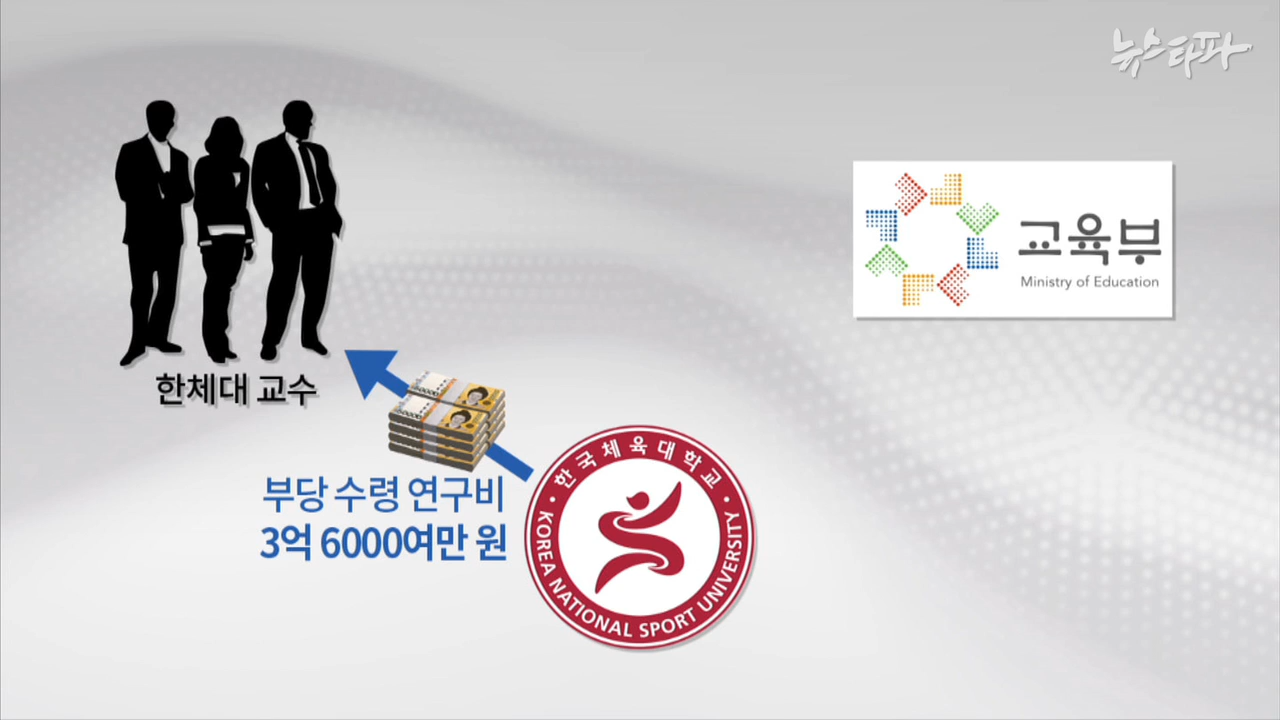 뉴스타파
교육부
Ministry of Education
한체대 교수
부당 수령 연구비
3억 6000여만 원
한국체육대학교
KOREA NATIONAL SPORT UNIVERSITY